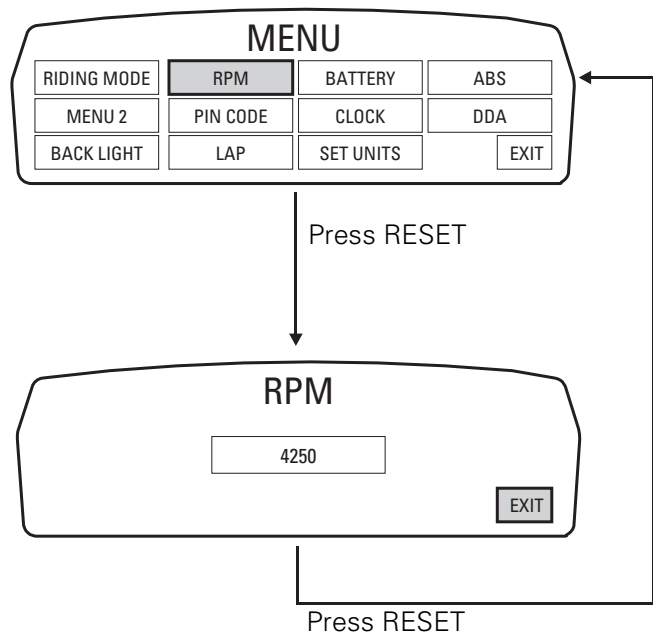 MENU
RIDING MODE RPM BATTERY ABS
MENU 2 PIN CODE CLOCK DDA
BACK LIGHT LAP SET UNITS EXIT
Press RESET
RPM
4250
EXIT
Press RESET